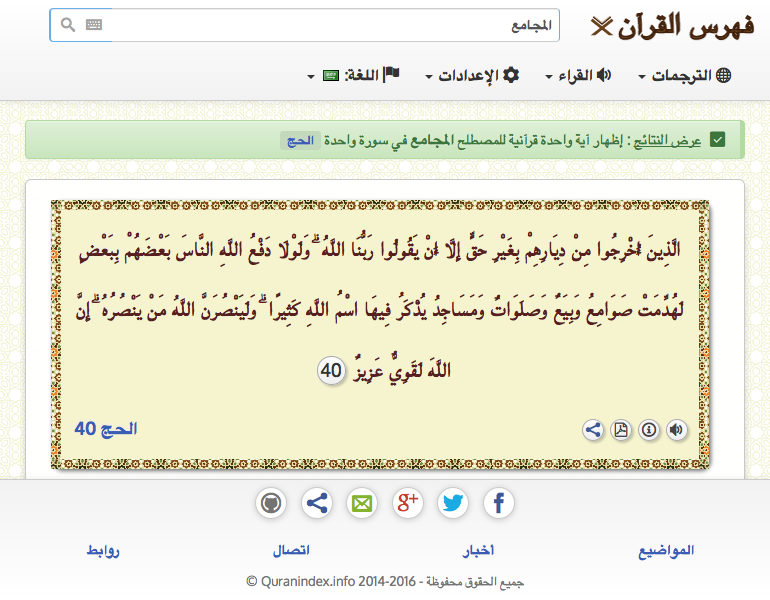 فهرس القرآن
المجامع
الترجمات
القراء
الإعدادات
اللغة:
عرض النتائج : إظهار آية واحدة قرآنية للمصطلح المجامع في سورة واحدة الحج
الَّذِينَ أُخْرِجُوا مِنْ دِيَارِهِمْ بِغَيْرِ حَقٍّ إِلَّا أَنْ يَقُولُوا رَبُّنَا اللَّهُ ۗ وَلَوْلَا دَفْعُ اللَّهِ النَّاسَ بَعْضَهُمْ بِبَعْضٍ
لَهُدِّمَتْ صَوَامِعُ وَبِيَعٌ وَصَلَوَاتٌ وَمَسَاجِدُ يُذْكَرُ فِيهَا اسْمُ اللَّهِ كَثِيرًا ۗ وَلَيَنْصُرَنَّ اللَّهُ مَنْ يَنْصُرُهُ ۗ إِنَّ
اللَّهَ لَقَوِيٌّ عَزِيزٌ 40
الحج 40
g+
f
المواضيع
أخبار
اتصال
روابط
جميع الحقوق محفوظة - Quranindex.info 2014-2016 ©